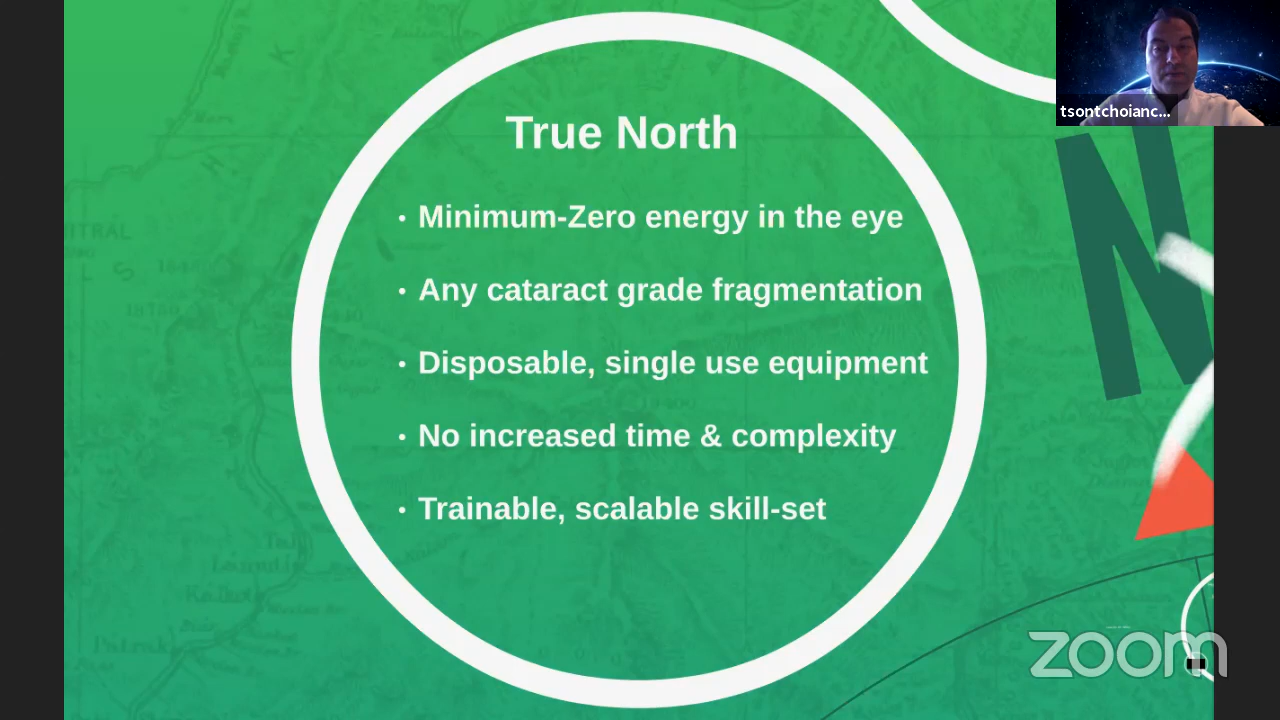 True North
• Minimum-Zero energy in the eye
• Any cataract grade fragmentation
• Disposable, single use equipment
• No increased time & complexity
• Trainable, scalable skill-set
tsontchoianc...
N
zoom